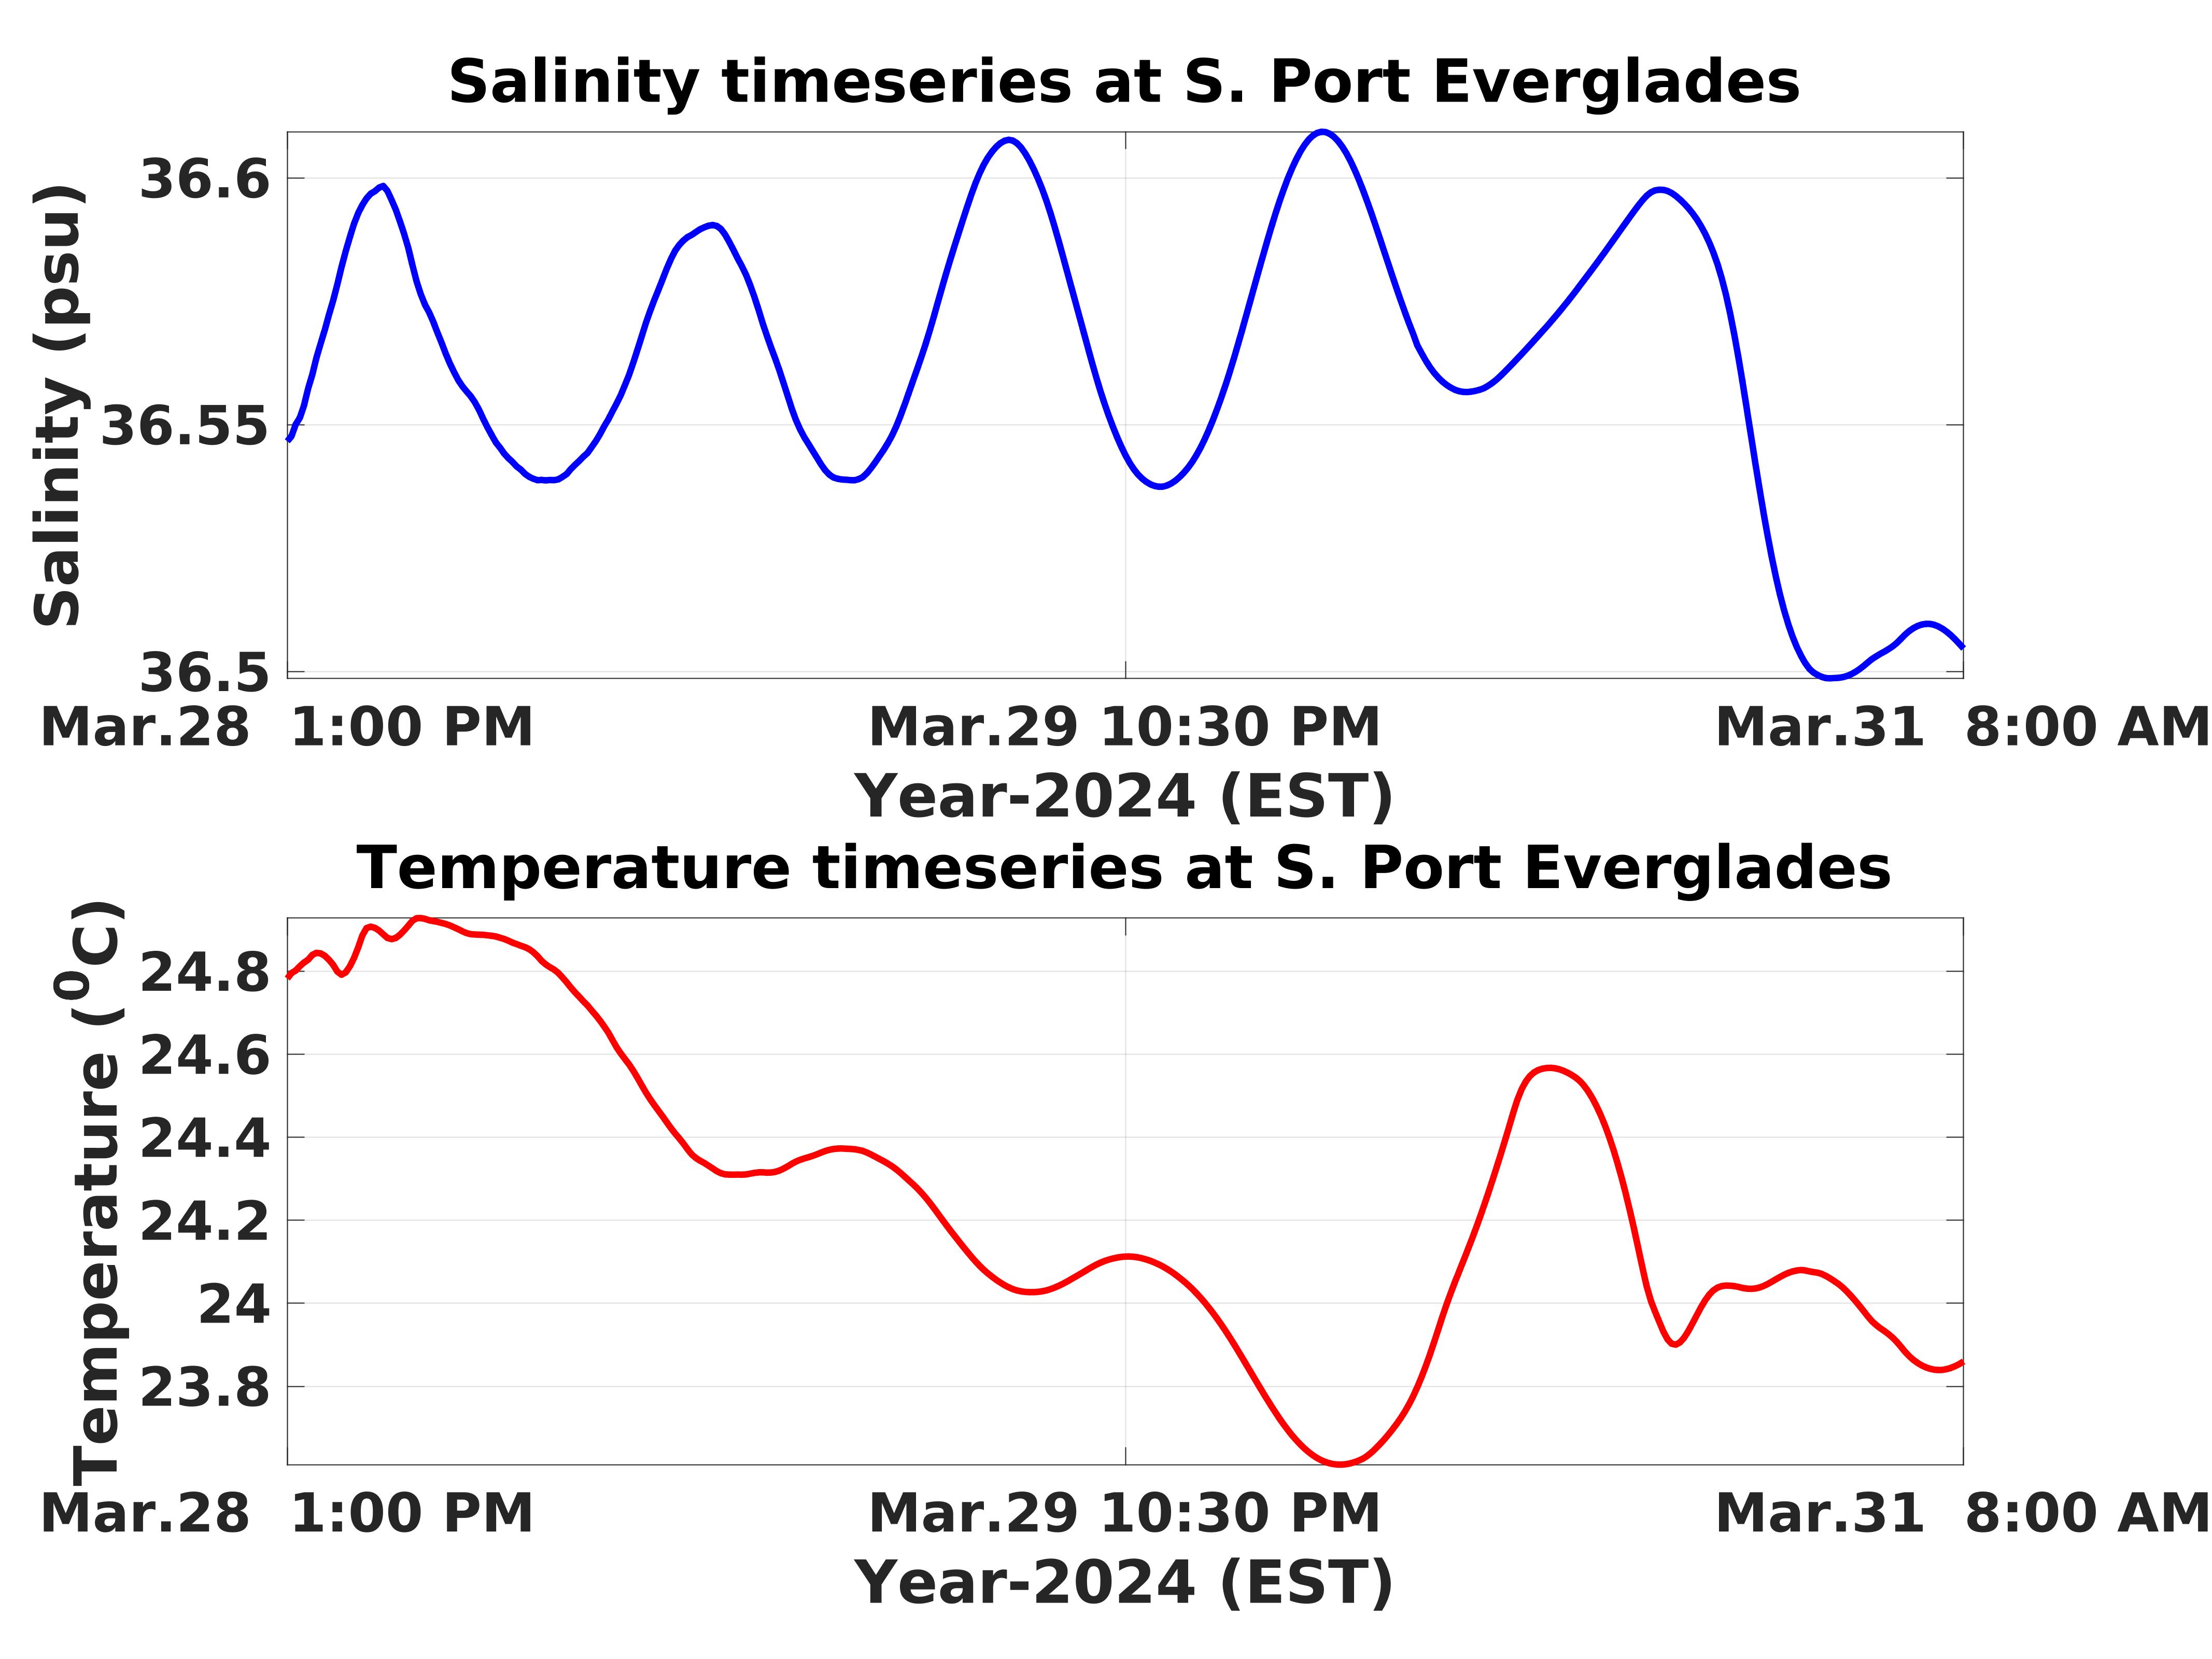 Salinity timeseries at S. Port Everglades
Salinity (psu)
36.6
36.55
36.5
Mar.28 1:00 PM Mar.29 10:30 PM Mar.31 8:00 AM
Year-2024 (EST)
Temperature timeseries at S. Port Everglades
Temperature (⁰C)
24.8
24.6
24.4
24.2
24
23.8
Mar.28 1:00 PM Mar.29 10:30 PM Mar.31 8:00 AM
Year-2024 (EST)